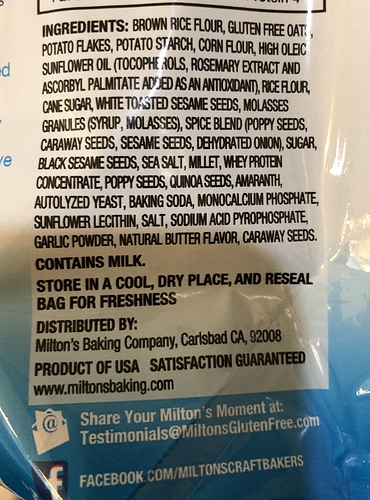 INGREDIENTS: BROWN RICE FLOUR, GLUTEN FREE OATS,
POTATO FLAKES, POTATO STARCH, CORN FLOUR, HIGH OLEIC
SUNFLOWER OIL (TOCOPHEROLS, ROSEMARY EXTRACT AND
ASCORBYL PALMITATE ADDED AS AN ANTIOXIDANT), RICE FLOUR,
CANE SUGAR, WHITE TOASTED SESAME SEEDS, MOLASSES
GRANULES (SYRUP, MOLASSES), SPICE BLEND (POPPY SEEDS,
CARAWAY SEEDS, SESAME SEEDS, DEHYDRATED ONION), SUGAR,
BLACK SESAME SEEDS, SEA SALT, MILLET, WHEY PROTEIN
CONCENTRATE, POPPY SEEDS, QUINOA SEEDS, AMARANTH,
AUTOLYZED YEAST, BAKING SODA, MONOCALCIUM PHOSPHATE,
SUNFLOWER LECITHIN, SALT, SODIUM ACID PYROPHOSPHATE,
GARLIC POWDER, NATURAL BUTTER FLAVOR, CARAWAY SEEDS.
CONTAINS MILK.
STORE IN A COOL, DRY PLACE, AND RESEAL
BAG FOR FRESHNESS
DISTRIBUTED BY:
Milton's Baking Company, Carlsbad CA, 92008
PRODUCT OF USA SATISFACTION GUARANTEED
www.miltonsbaking.com
@ Share Your Milton's Moment at:
Testimonials@MiltonsGlutenFree.com
f FACEBOOK.COM/MILTONSCRAFTBAKERS